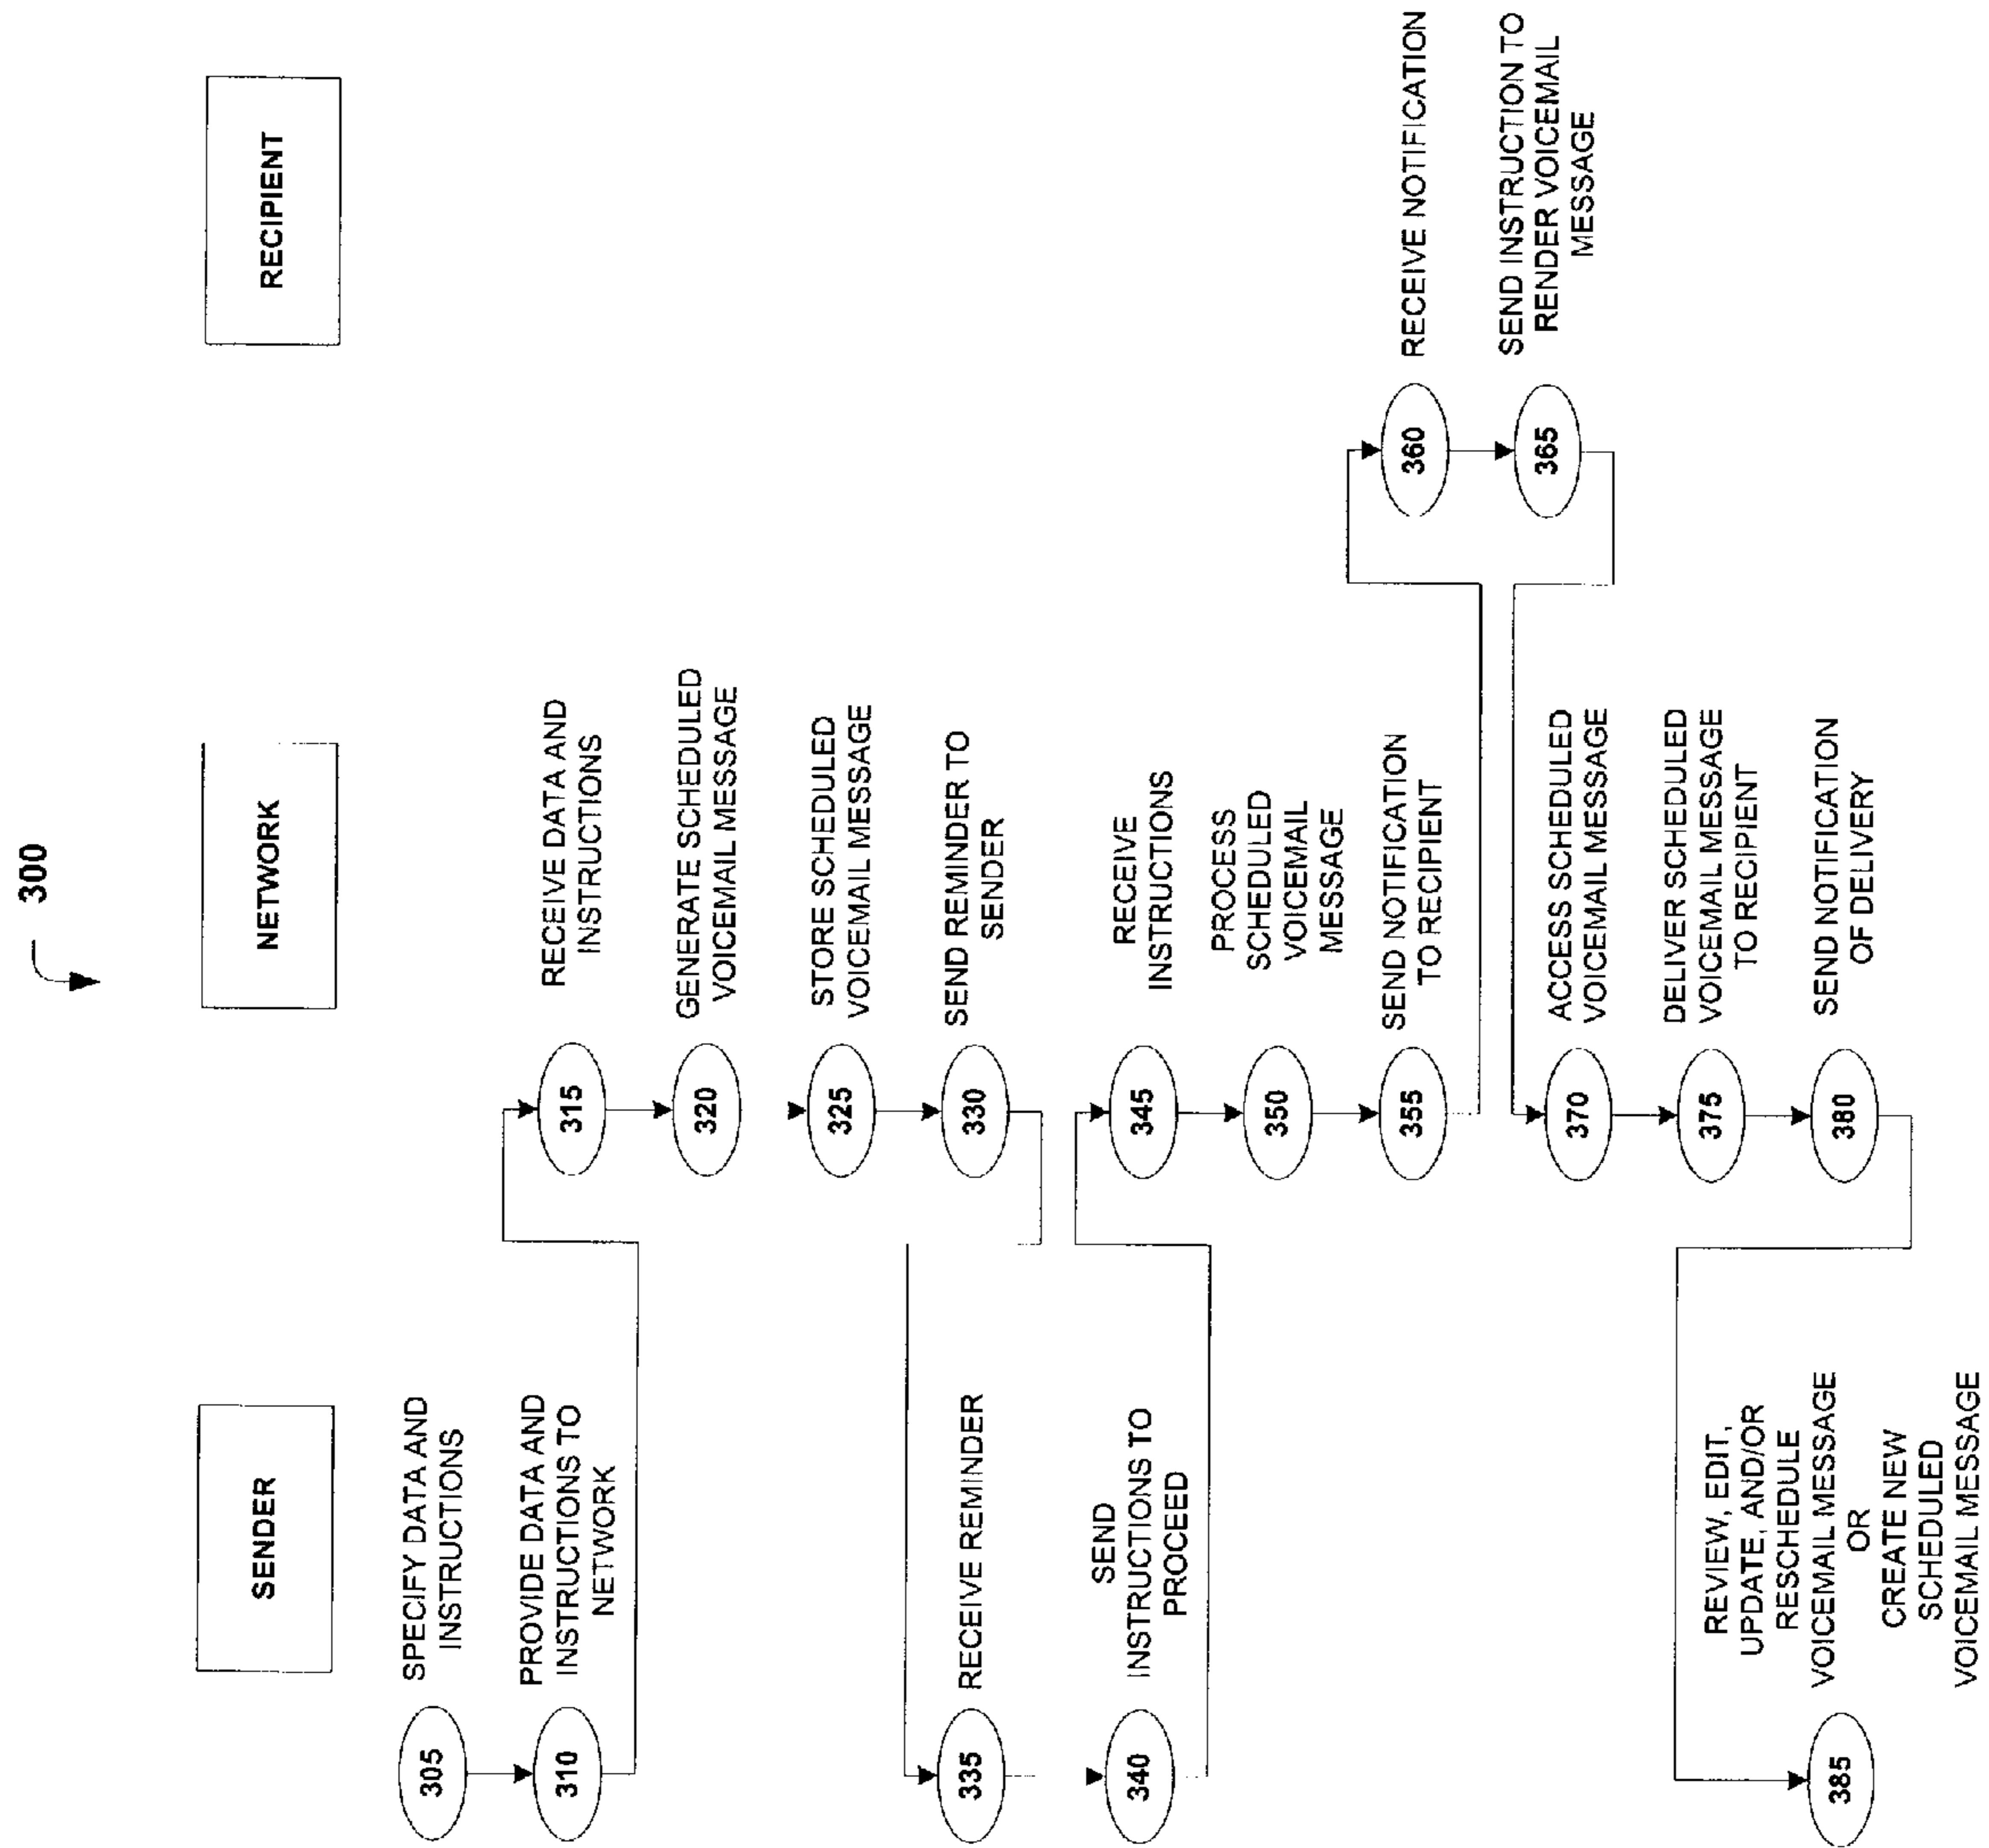 300
SENDER
NETWORK
RECIPIENT
305
SPECIFY DATA AND
INSTRUCTIONS
310
PROVIDE DATA AND
INSTRUCTIONS TO
NETWORK
315
RECEIVE DATA AND
INSTRUCTIONS
320
GENERATE SCHEDULED
VOICEMAIL MESSAGE
325
STORE SCHEDULED
VOICEMAIL MESSAGE
330
SEND REMINDER TO
SENDER
335
RECEIVE REMINDER
340
SEND
INSTRUCTIONS TO
PROCEED
345
RECEIVE
INSTRUCTIONS
350
PROCESS
SCHEDULED
VOICEMAIL
MESSAGE
355
SEND NOTIFICATION
TO RECIPIENT
360
RECEIVE NOTIFICATION
365
SEND INSTRUCTION TO
RENDER VOICEMAIL
MESSAGE
370
ACCESS SCHEDULED
VOICEMAIL MESSAGE
375
DELIVER SCHEDULED
VOICEMAIL MESSAGE
TO RECIPIENT
380
SEND NOTIFICATION
OF DELIVERY
385
REVIEW, EDIT,
UPDATE, AND/OR
RESCHEDULE
VOICEMAIL MESSAGE
OR
CREATE NEW
SCHEDULED
VOICEMAIL MESSAGE